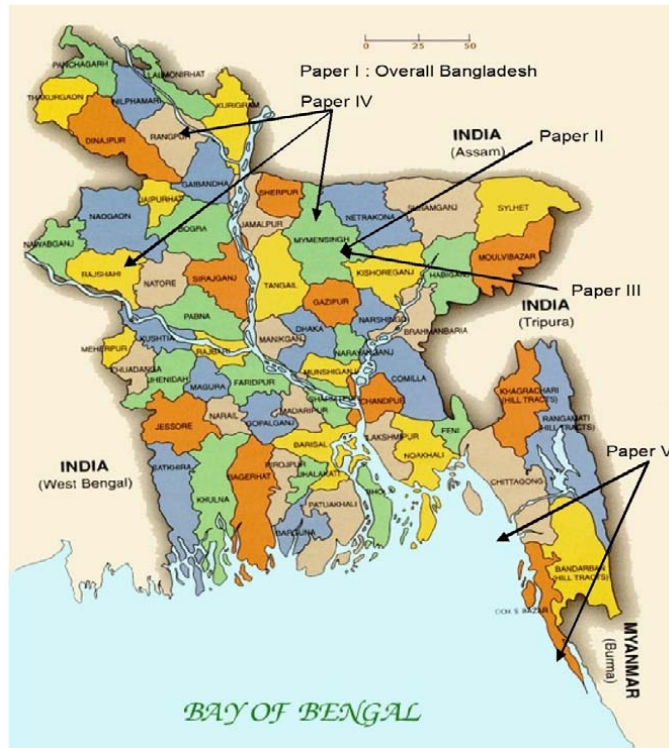 0 25 50
PANCHAGARH
LALMONIRHAT
Paper I : Overall Bangladesh
THAKURGAON
NILPHAMARI
KURIGRAM
Paper IV
DINAJPUR
RANGPUR
INDIA
(Assam)
Paper II
GAIBANDHA
SHERPUR
JAIPURHAT
NAOGAON
JAMALPUR
NETRAKONA
SUNAMGANJ
SYLHET
BOGRA
MYMENSINGH
NAWABGANJ
MOULVIBAZAR
RAJSHAHI
NATORE
SIRAJGANJ
TANGAIL
KISHOREGANJ
HABIGANJ
Paper III
GAZIPUR
INDIA
(Tripura)
PABNA
NARSHINGDI
DHAKA
BRAHMANBARIA
MANIKGANJ
KUSHTIA
MEHERPUR
RAJBARI
NARAYANGANJ
CHUADANGA
MUNSHIGANJ
JHENIDAH
FARIDPUR
COMILLA
MAGURA
KHAGRACHARI
(HILL TRACTS)
MADARIPUR
CHANDPUR
NARAIL
GOPALGANJ
RANGAMATI
(HILL TRACTS)
JESSORE
FENI
LAKSHMIPUR
BARISAL
NOAKHALI
Paper V
INDIA
(West Bengal)
SATKHIRA
PIROJPUR
JHALAKATI
CHITTAGONG
BAGERHAT
KHULNA
PATUAKHALI
BARGUNA
BANDARBAN
(HILL TRACTS)
COX'S BAZAR
MYANMAR
(Burma)
BAY OF BENGAL